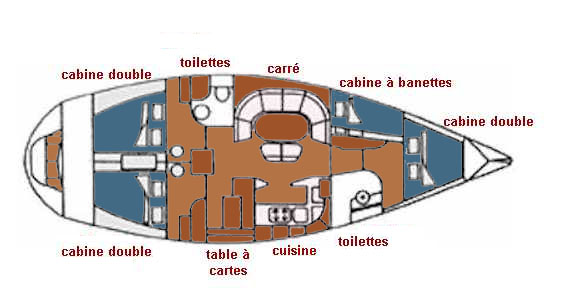 toilettes
carré
cabine double
cabine à banettes
cabine double
cabine double
table à
cartes
cuisine
toilettes